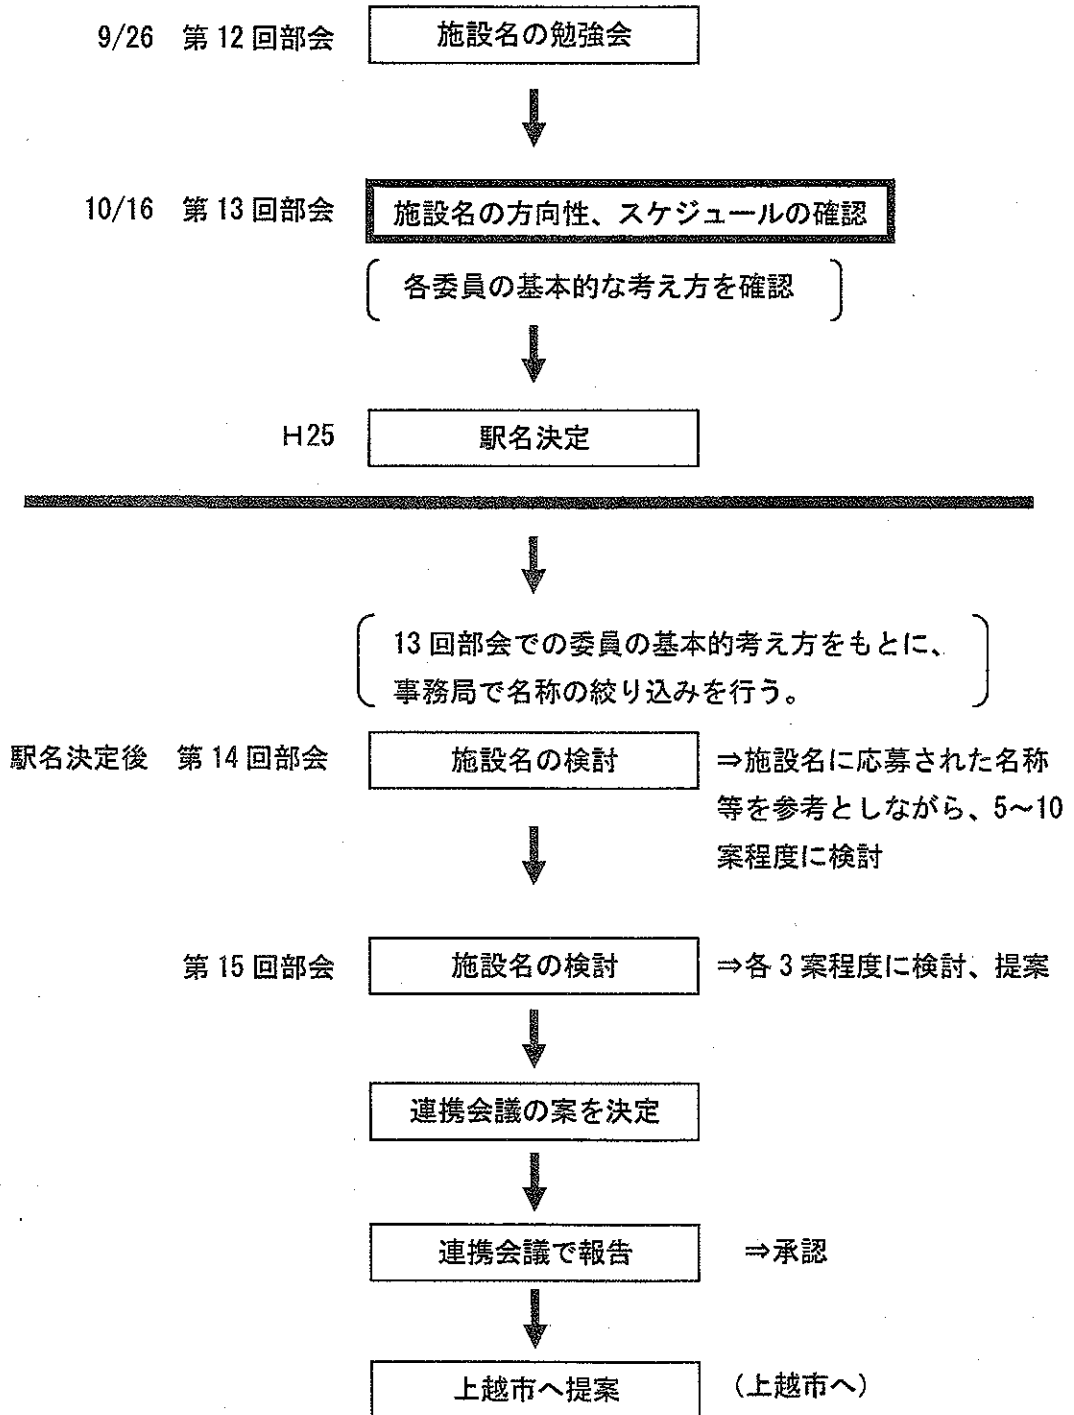 9/26 第12回部会 施設名の勉強会
10/16 第13回部会 施設名の方向性、スケジュールの確認
各委員の基本的な考え方を確認
H25 駅名決定
13回部会での委員の基本的考え方をもとに、
事務局で名称の絞り込みを行う。
駅名決定後 第14回部会 施設名の検討 ⇒施設名に応募された名称
等を参考としながら、5～10
案程度に検討
第15回部会 施設名の検討 ⇒各3案程度に検討、提案
連携会議の案を決定
連携会議で報告 ⇒承認
上越市へ提案 (上越市へ)